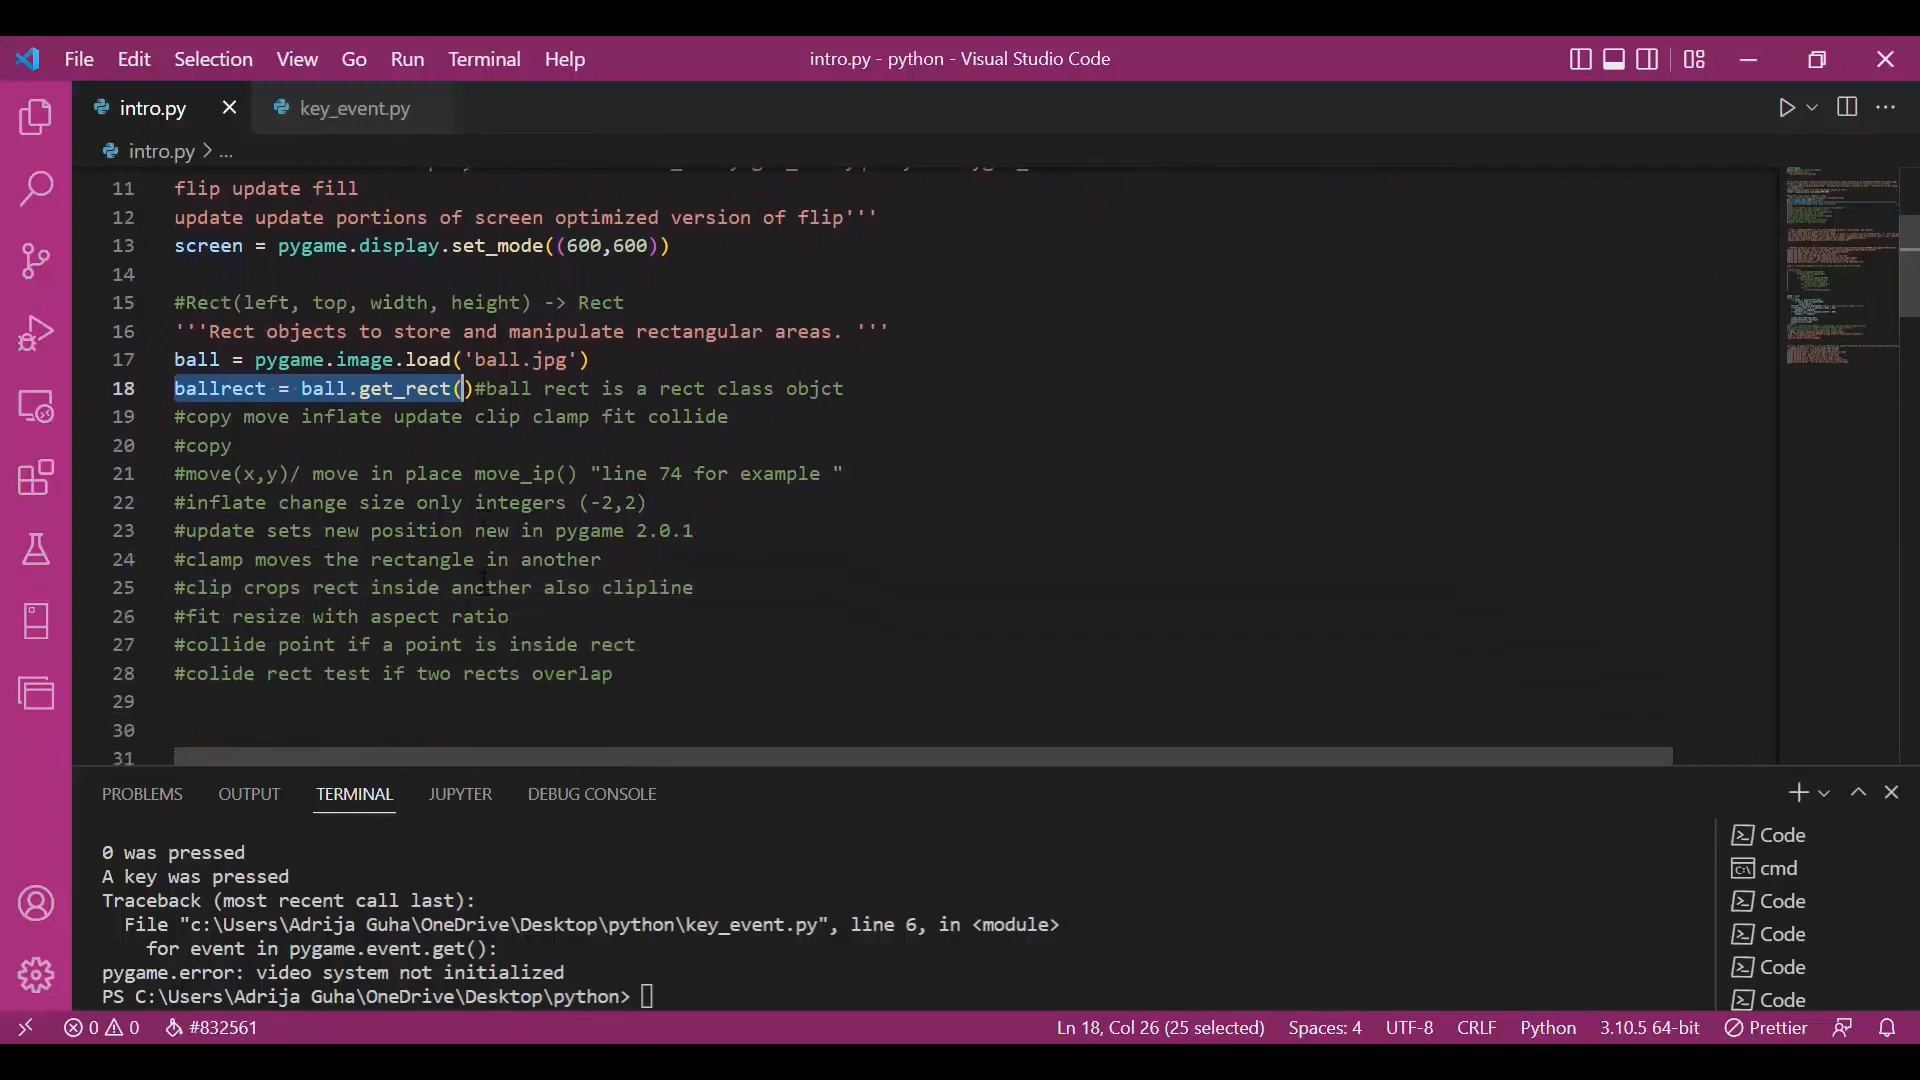 File Edit Selection View Go Run Terminal Help intro.py - python - Visual Studio Code
intro.py key_event.py
intro.py > ...
11 flip update fill
12 update update portions of screen optimized version of flip'''
13 screen = pygame.display.set_mode((600,600))
14
15 #Rect(left, top, width, height) -> Rect
16 '''Rect objects to store and manipulate rectangular areas. '''
17 ball = pygame.image.load('ball.jpg')
18 ballrect = ball.get_rect()#ball rect is a rect class objct
19 #copy move inflate update clip clamp fit collide
20 #copy
21 #move(x,y)/ move in place move_ip() "line 74 for example "
22 #inflate change size only integers (-2,2)
23 #update sets new position new in pygame 2.0.1
24 #clamp moves the rectangle in another
25 #clip crops rect inside another also clipline
26 #fit resize with aspect ratio
27 #collide point if a point is inside rect
28 #colide rect test if two rects overlap
29
30
31
PROBLEMS OUTPUT TERMINAL JUPYTER DEBUG CONSOLE
0 was pressed
A key was pressed
Traceback (most recent call last):
File "c:\Users\Adrija Guha\OneDrive\Desktop\python\key_event.py", line 6, in <module>
for event in pygame.event.get():
pygame.error: video system not initialized
PS C:\Users\Adrija Guha\OneDrive\Desktop\python>
Code
cmd
Code
Code
Code
Code
0 0 #832561 Ln 18, Col 26 (25 selected) Spaces: 4 UTF-8 CRLF Python 3.10.5 64-bit Prettier